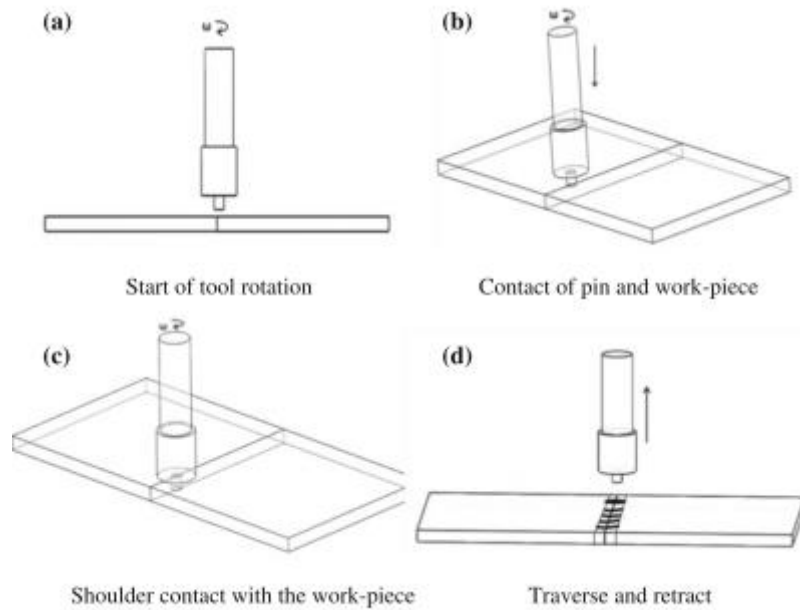 (a)
Start of tool rotation
(b)
Contact of pin and work-piece
(c)
Shoulder contact with the work-piece
(d)
Traverse and retract